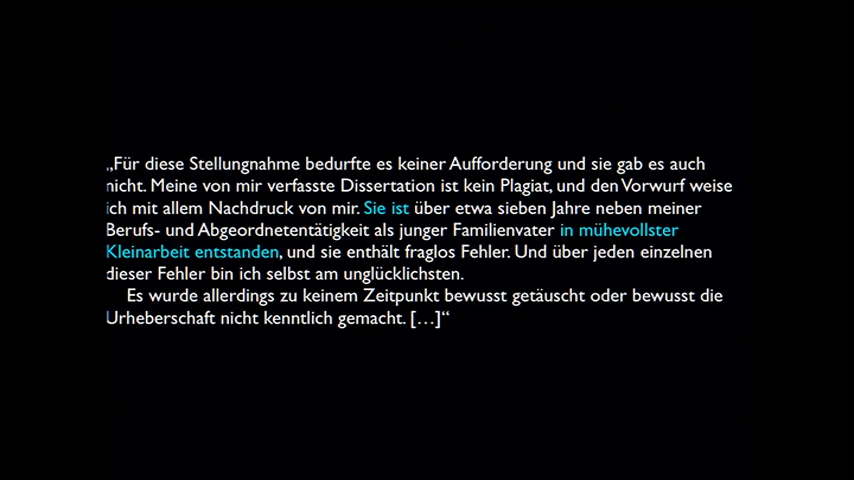 „Für diese Stellungnahme bedurfte es keiner Aufforderung und sie gab es auch
nicht. Meine von mir verfasste Dissertation ist kein Plagiat, und den Vorwurf weise
ich mit allem Nachdruck von mir. Sie ist über etwa sieben Jahre neben meiner
Berufs- und Abgeordnetentätigkeit als junger Familienvater in mühevollster
Kleinarbeit entstanden, und sie enthält fraglos Fehler. Und über jeden einzelnen
dieser Fehler bin ich selbst am unglücklichsten.
Es wurde allerdings zu keinem Zeitpunkt bewusst getäuscht oder bewusst die
Urheberschaft nicht kenntlich gemacht. […]“